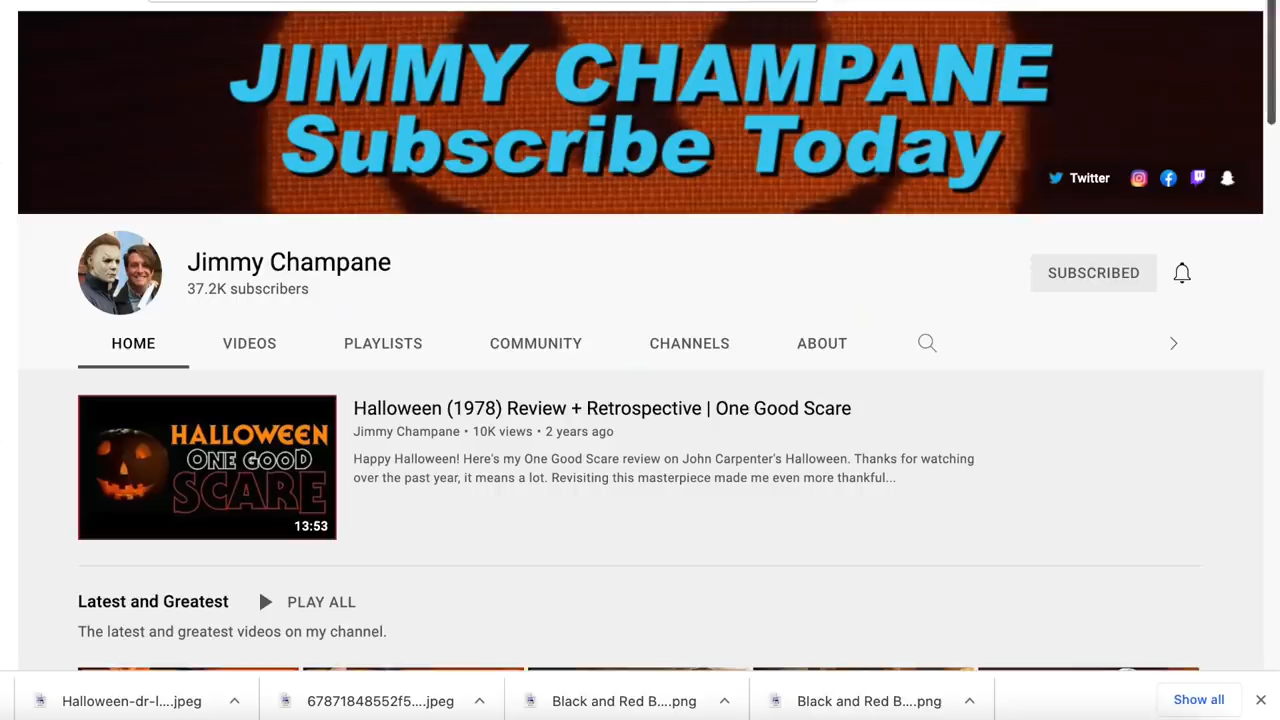 JIMMY CHAMPANE
Subscribe Today
Twitter
Jimmy Champane
37.2K subscribers
SUBSCRIBED
HOME VIDEOS PLAYLISTS COMMUNITY CHANNELS ABOUT
HALLOWEEN
ONE GOOD
SCARE
13:53
Halloween (1978) Review + Retrospective | One Good Scare
Jimmy Champane • 10K views • 2 years ago
Happy Halloween! Here's my One Good Scare review on John Carpenter's Halloween. Thanks for watching
over the past year, it means a lot. Revisiting this masterpiece made me even more thankful...
Latest and Greatest PLAY ALL
The latest and greatest videos on my channel.
Halloween-dr-l....jpeg 67871848552f5....jpeg Black and Red B....png Black and Red B....png Show all